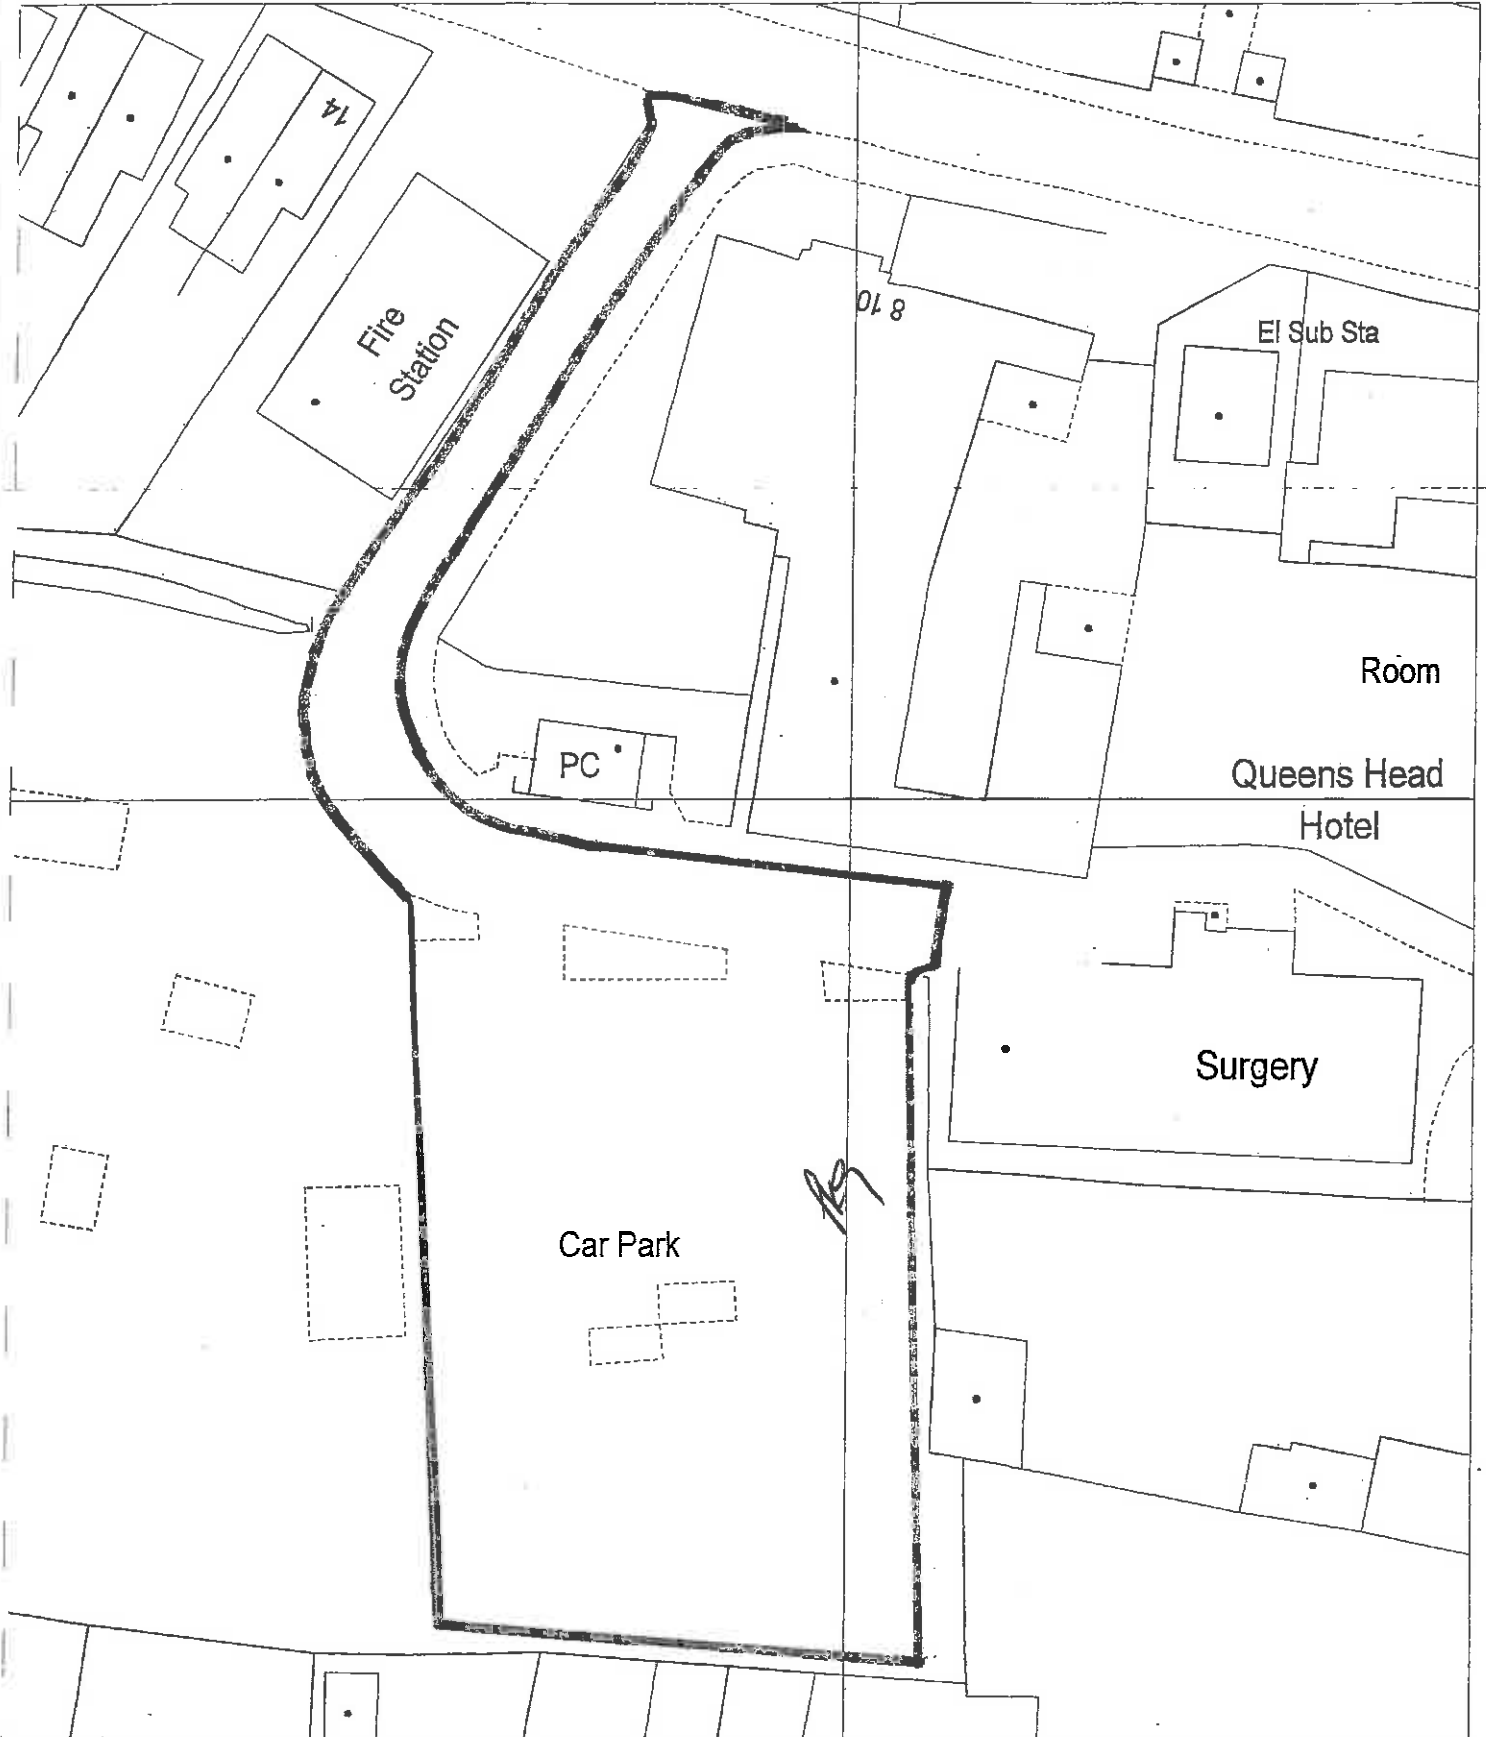 14
Fire
Station
8 10
El Sub Sta
Room
PC
Queens Head
Hotel
Surgery
Car Park